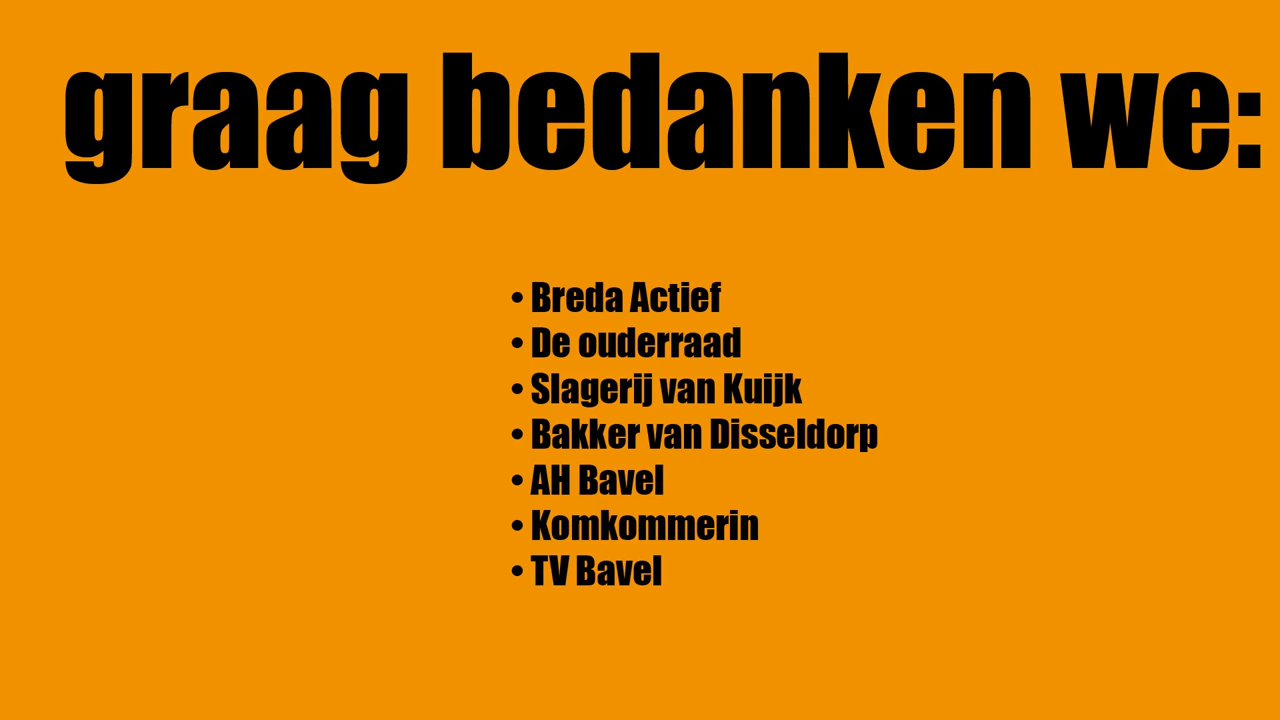 graag bedanken we:
• Breda Actief
• De ouderraad
• Slagerij van Kuijk
• Bakker van Disseldorp
• AH Bavel
• Komkommerin
• TV Bavel